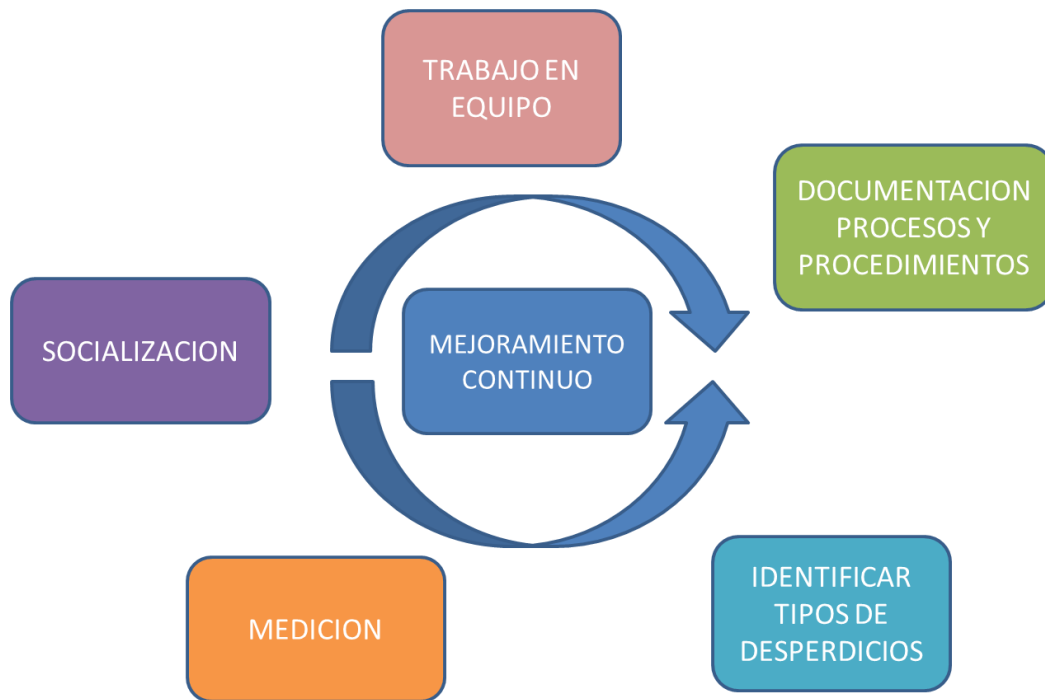 TRABAJO EN
EQUIPO
DOCUMENTACION
PROCESOS Y
PROCEDIMIENTOS
SOCIALIZACION
MEJORAMIENTO
CONTINUO
MEDICION
IDENTIFICAR
TIPOS DE
DESPERDICIOS